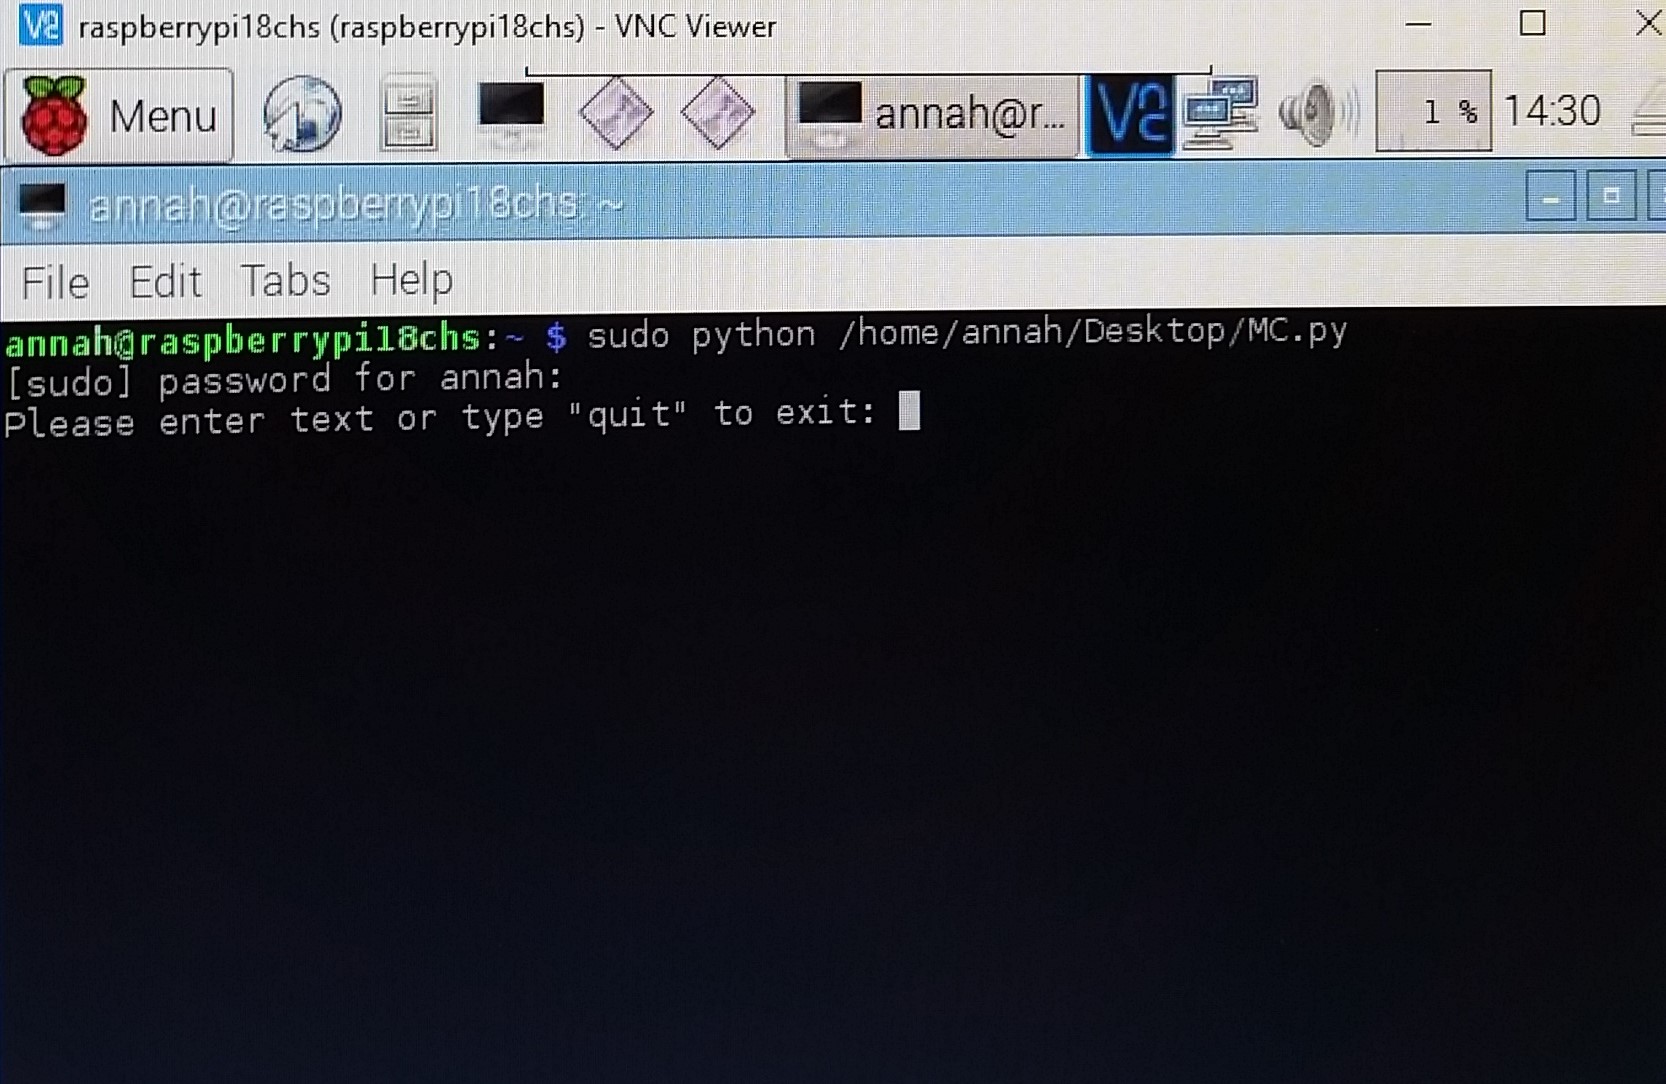 raspberrypi18chs (raspberrypi18chs) - VNC Viewer
Menu annah@r... 1 % 14:30
annah@raspberrypi18chs: ~
File Edit Tabs Help
annah@raspberrypi18chs:~ $ sudo python /home/annah/Desktop/MC.py
[sudo] password for annah:
Please enter text or type "quit" to exit: